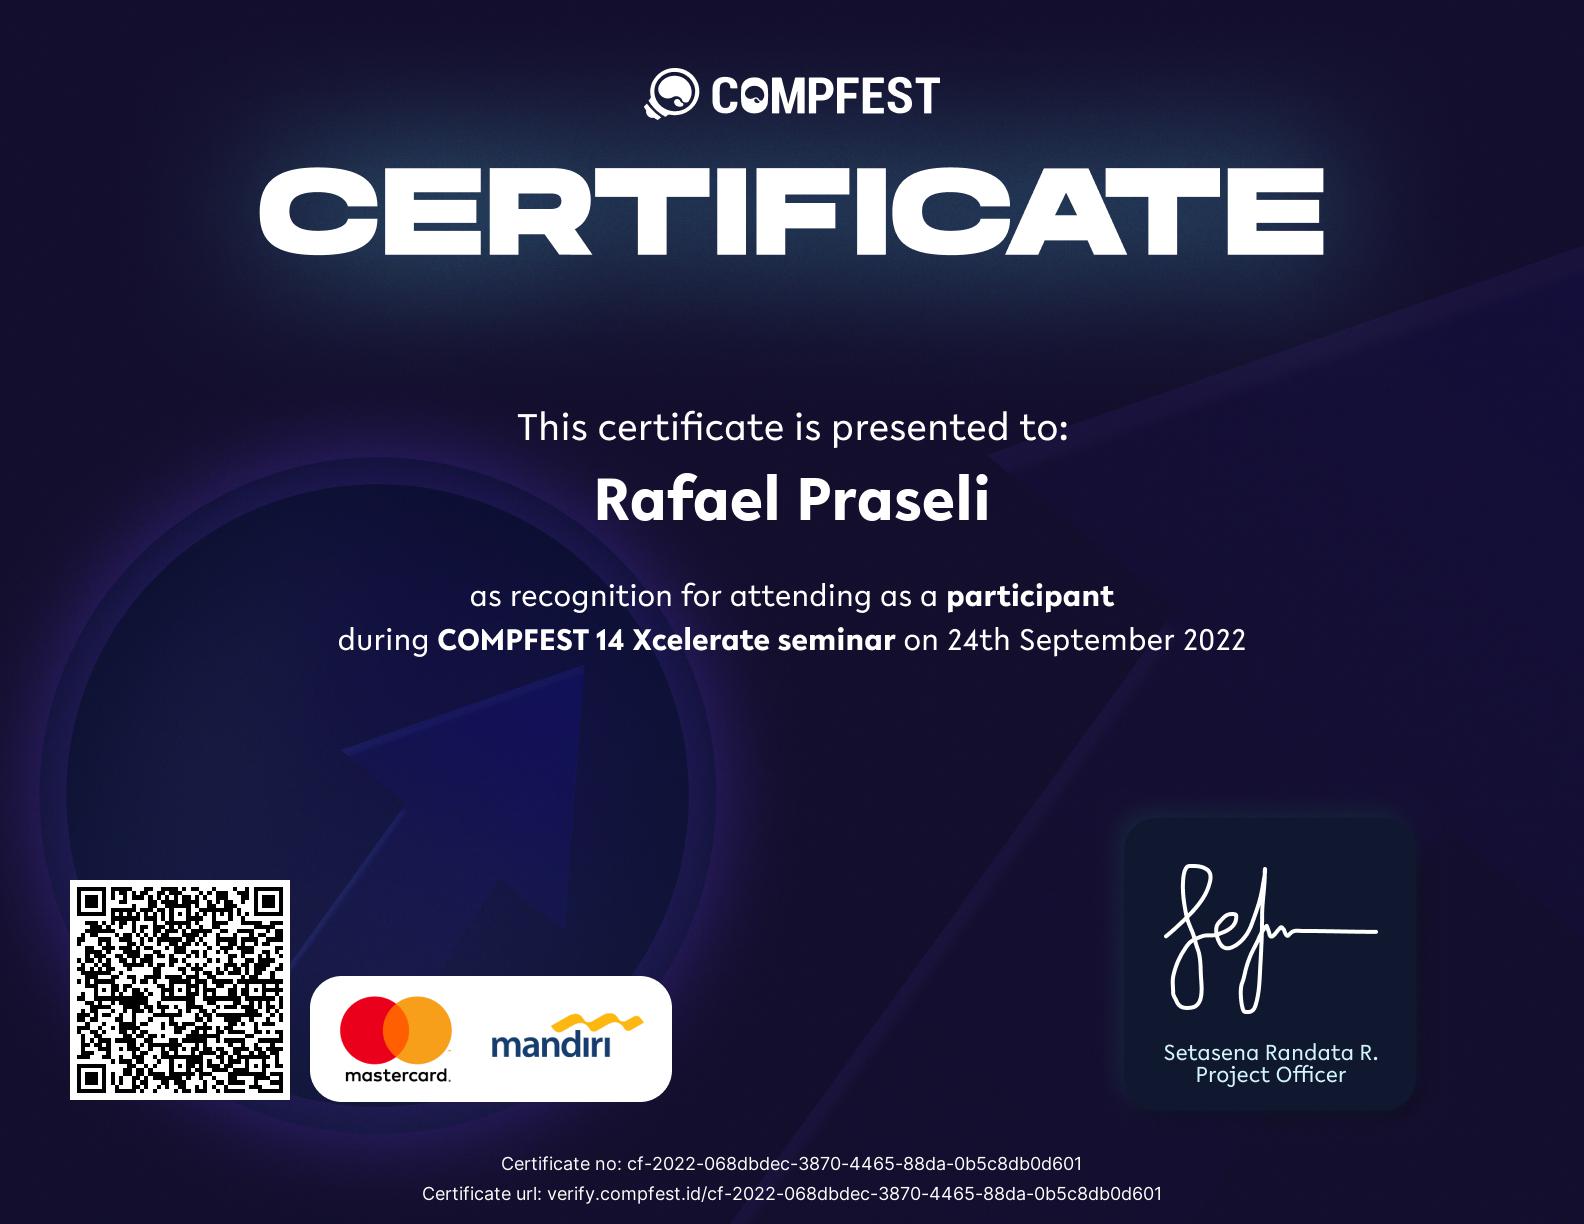 COMPFEST
CERTIFICATE
This certificate is presented to:
Rafael Praseli
as recognition for attending as a participant
during COMPFEST 14 Xcelerate seminar on 24th September 2022
mastercard.
mandiri
Setasena Randata R.
Project Officer
Certificate no: cf-2022-068dbdec-3870-4465-88da-0b5c8db0d601
Certificate url: verify.compfest.id/cf-2022-068dbdec-3870-4465-88da-0b5c8db0d601